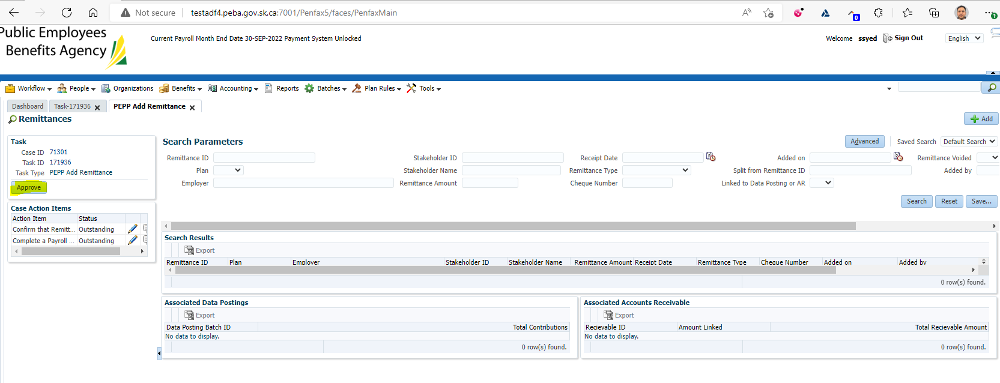 Not secure testadf4.peba.gov.sk.ca:7001/Penfax5/faces/PenfaxMain
0
Public Employees
Benefits Agency
Current Payroll Month End Date 30-SEP-2022 Payment System Unlocked
Welcome ssyed Sign Out English
Workflow People Organizations Benefits Accounting Reports Batches Plan Rules Tools
Dashboard Task-171936 PEPP Add Remittance
Remittances
Add
Task
Case ID 71301
Task ID 171936
Task Type PEPP Add Remittance
Approve
Case Action Items
Action Item Status
Confirm that Remitt... Outstanding
Complete a Payroll ... Outstanding
Search Parameters
Advanced Saved Search Default Search
Remittance ID Stakeholder ID Receipt Date Added on Remittance Voided
Plan Stakeholder Name Remittance Type Split from Remittance ID Added by
Employer Remittance Amount Cheque Number Linked to Data Posting or AR
Search Reset Save...
Search Results
Export
Remittance ID Plan Employer Stakeholder ID Stakeholder Name Remittance Amount Receipt Date Remittance Type Cheque Number Added on Added by
0 row(s) found.
Associated Data Postings
Export
Data Posting Batch ID Total Contributions
No data to display.
0 row(s) found.
Associated Accounts Receivable
Export
Recievable ID Amount Linked Total Recievable Amount
No data to display.
0 row(s) found.